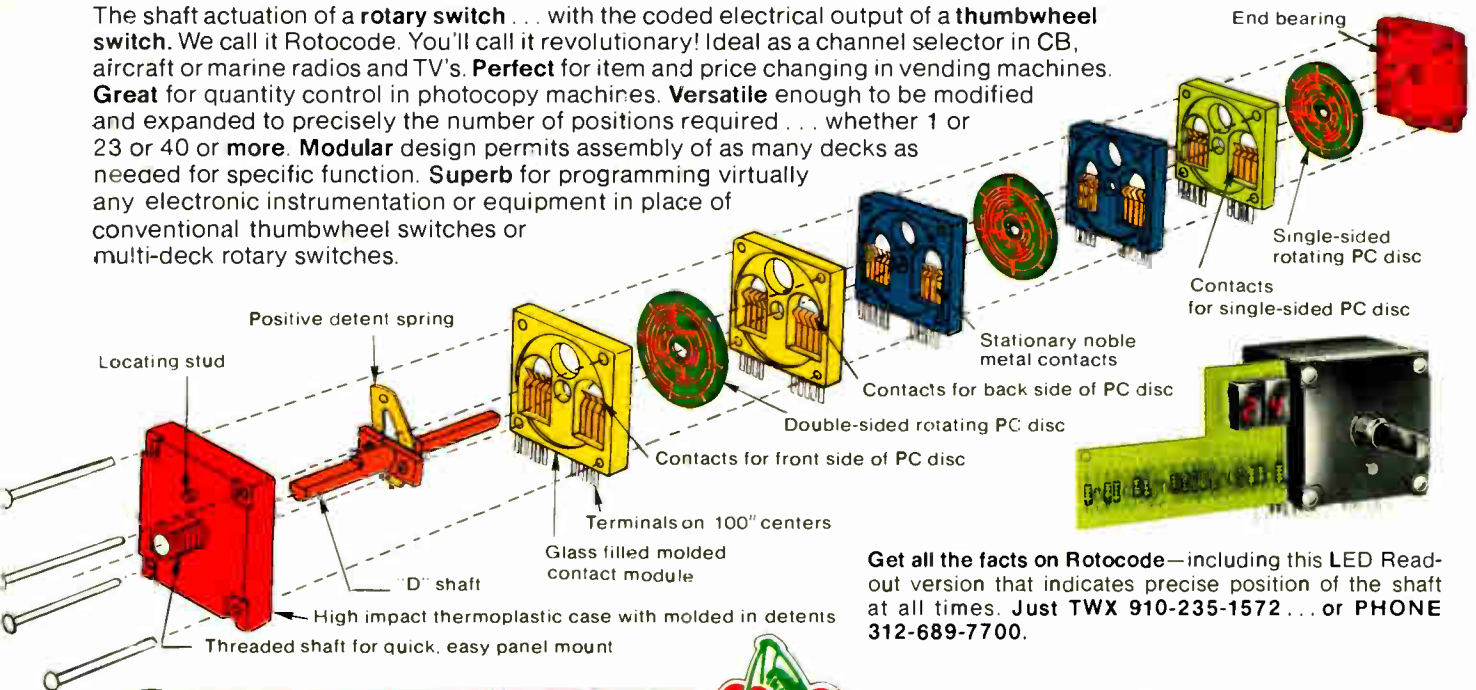 The shaft actuation of a rotary switch . . . with the coded electrical output of a thumbwheel
switch. We call it Rotocode. You'll call it revolutionary! Ideal as a channel selector in CB,
aircraft or marine radios and TV's. Perfect for item and price changing in vending machines.
Great for quantity control in photocopy machines. Versatile enough to be modified
and expanded to precisely the number of positions required . . . whether 1 or
23 or 40 or more. Modular design permits assembly of as many decks as
needed for specific function. Superb for programming virtually
any electronic instrumentation or equipment in place of
conventional thumbwheel switches or
multi-deck rotary switches.
End bearing
Single-sided
rotating PC disc
Contacts
for single-sided PC disc
Stationary noble
metal contacts
Contacts for back side of PC disc
Double-sided rotating PC disc
Contacts for front side of PC disc
Positive detent spring
Locating stud
Terminals on 100" centers
Glass filled molded
contact module
"D" shaft
High impact thermoplastic case with molded in detents
Threaded shaft for quick, easy panel mount
Get all the facts on Rotocode—including this LED Read-
out version that indicates precise position of the shaft
at all times. Just TWX 910-235-1572 . . . or PHONE
312-689-7700.